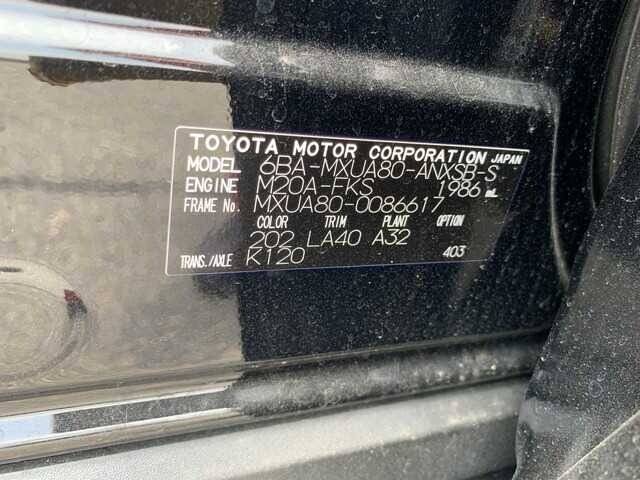 TOYOTA MOTOR CORPORATION JAPAN
MODEL 6BA-MXUA80-ANXSB-S
ENGINE M20A-FKS 1986 mL
FRAME No. MXUA80-0086617
COLOR TRIM PLANT OPTION
202 LA40 A32
TRANS./AXLE K120 403